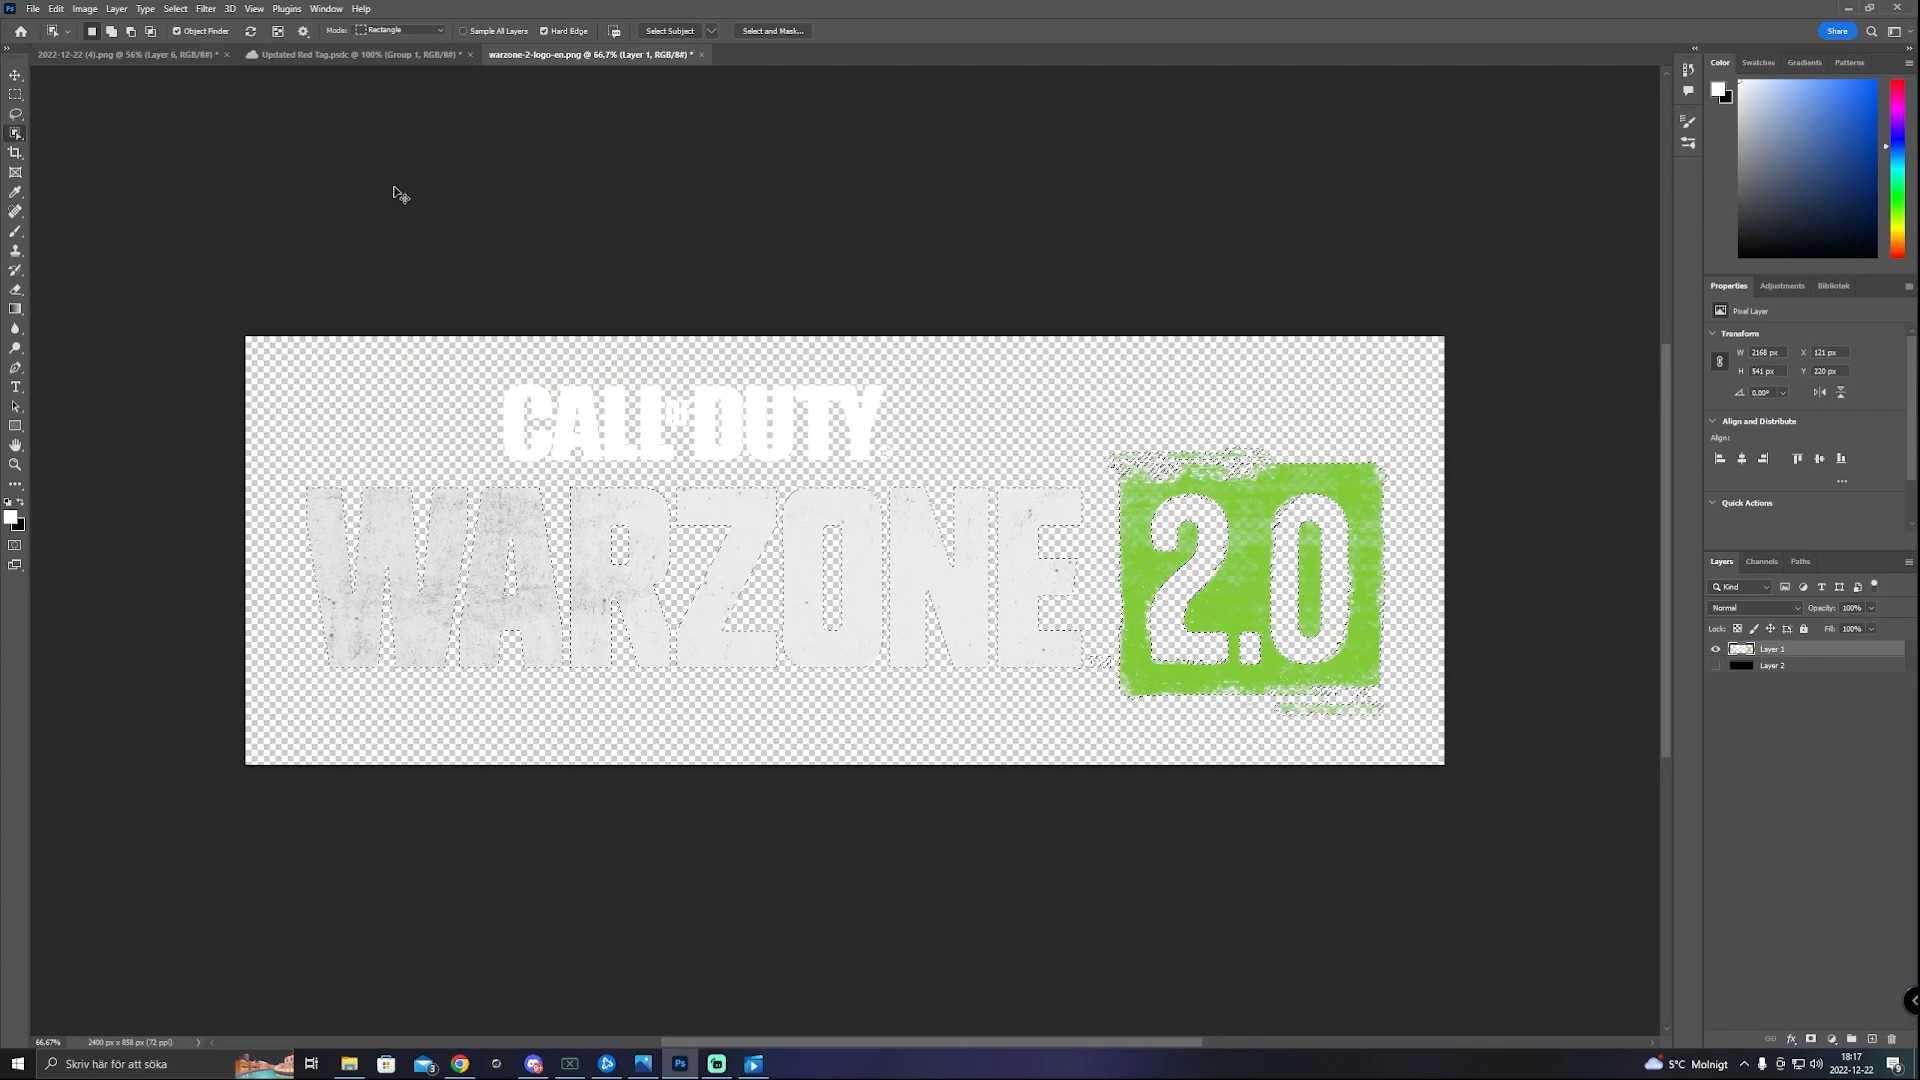 File Edit Image Layer Type Select Filter 3D View Plugins Window Help
Object Finder Mode: Rectangle Sample All Layers Hard Edge Select Subject Select and Mask... Share
2022-12-22 (4).png @ 56% (Layer 6, RGB/8#) * × Updated Red Tag.psdc @ 100% (Group 1, RGB/8#) * × warzone-2-logo-en.png @ 66,7% (Layer 1, RGB/8#) * ×
Color Swatches Gradients Patterns
Properties Adjustments Bibliotek
Pixel Layer
Transform
W 2168 px X 121 px
H 541 px Y 220 px
0,00°
Align and Distribute
Align:
Quick Actions
CALL OF DUTY
WARZONE™ 2.0
Layers Channels Paths
Kind
Normal Opacity: 100%
Lock: Fill: 100%
Layer 1
Layer 2
66,67% 2400 px x 858 px (72 ppi)
Skriv här för att söka
5°C Molnigt
18:17
2022-12-22